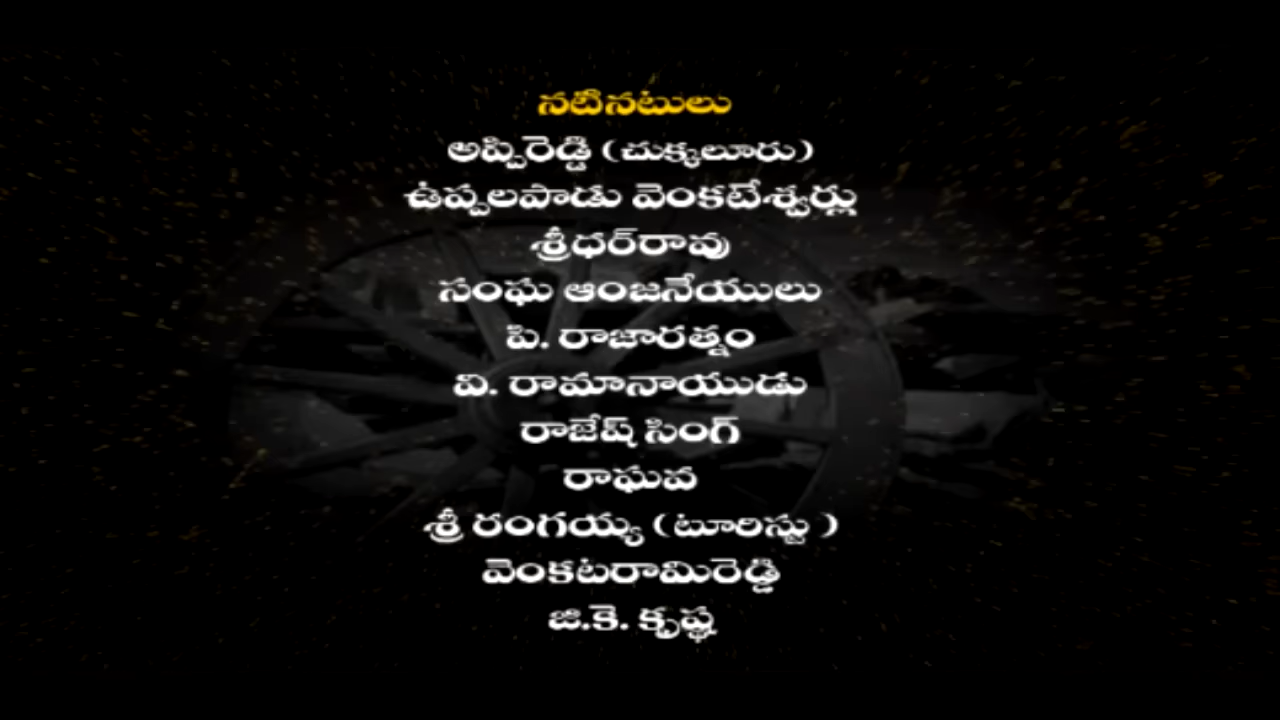 నటీనటులు
అప్పిరెడ్డి (చుక్కలూరు)
ఉప్పలపాడు వెంకటేశ్వర్లు
శ్రీధర్‌రావు
సంఘ ఆంజనేయులు
పి. రాజారత్నం
వి. రామానాయుడు
రాజేష్ సింగ్
రాఘవ
శ్రీ రంగయ్య (టూరిస్టు)
వెంకటరామిరెడ్డి
జి.కె. కృష్ణ